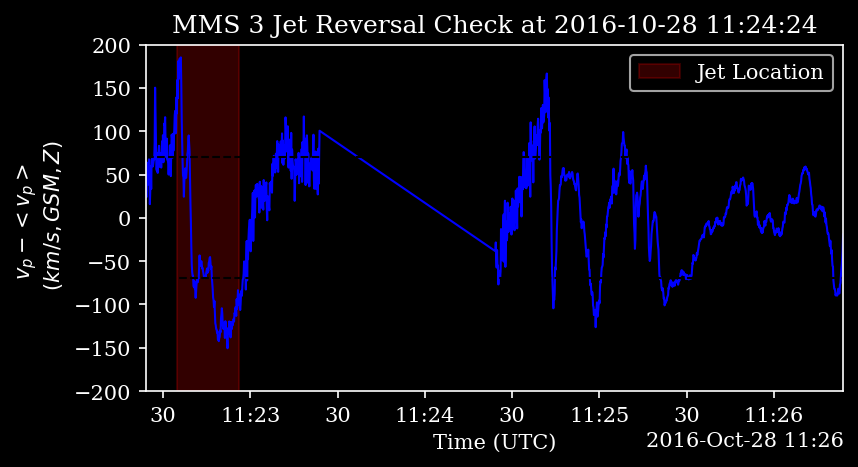 MMS 3 Jet Reversal Check at 2016-10-28 11:24:24
200
150
100
50
0
−50
−100
−150
−200
v_p − < v_p >
(km/s, GSM, Z)
Jet Location
30 11:23 30 11:24 30 11:25 30 11:26
Time (UTC)
2016-Oct-28 11:26